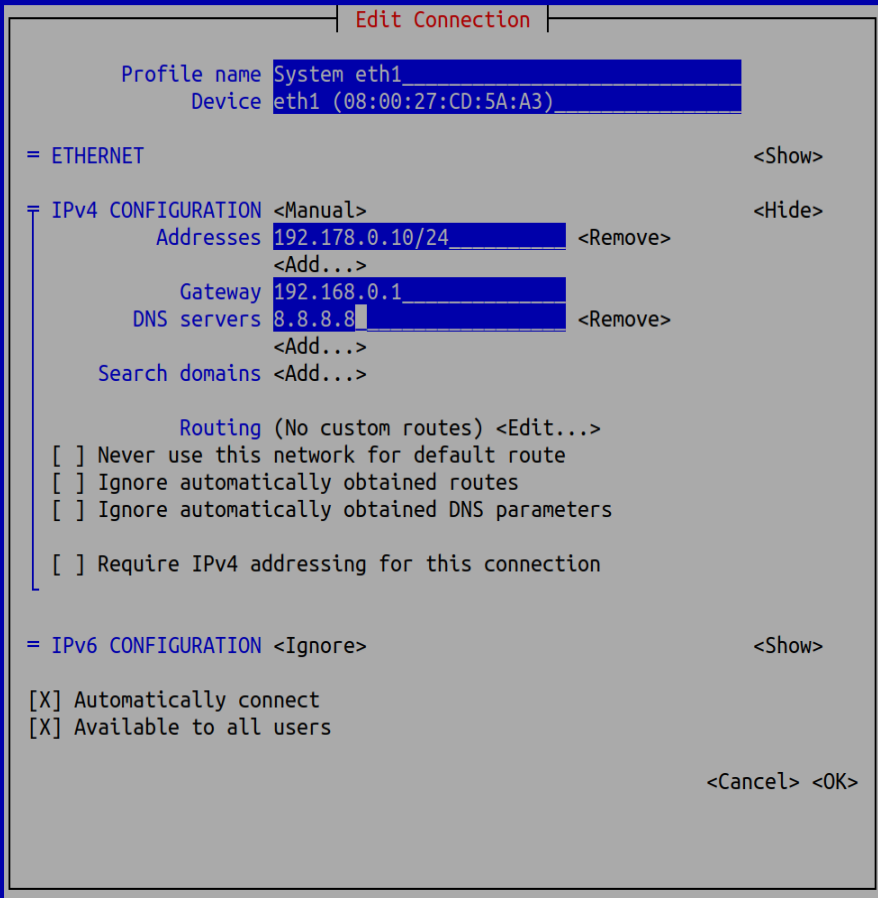 Edit Connection
Profile name System eth1
Device eth1 (08:00:27:CD:5A:A3)
= ETHERNET <Show>
= IPv4 CONFIGURATION <Manual> <Hide>
Addresses 192.178.0.10/24 <Remove>
<Add...>
Gateway 192.168.0.1
DNS servers 8.8.8.8 <Remove>
<Add...>
Search domains <Add...>
Routing (No custom routes) <Edit...>
[ ] Never use this network for default route
[ ] Ignore automatically obtained routes
[ ] Ignore automatically obtained DNS parameters
[ ] Require IPv4 addressing for this connection
= IPv6 CONFIGURATION <Ignore> <Show>
[X] Automatically connect
[X] Available to all users
<Cancel> <OK>